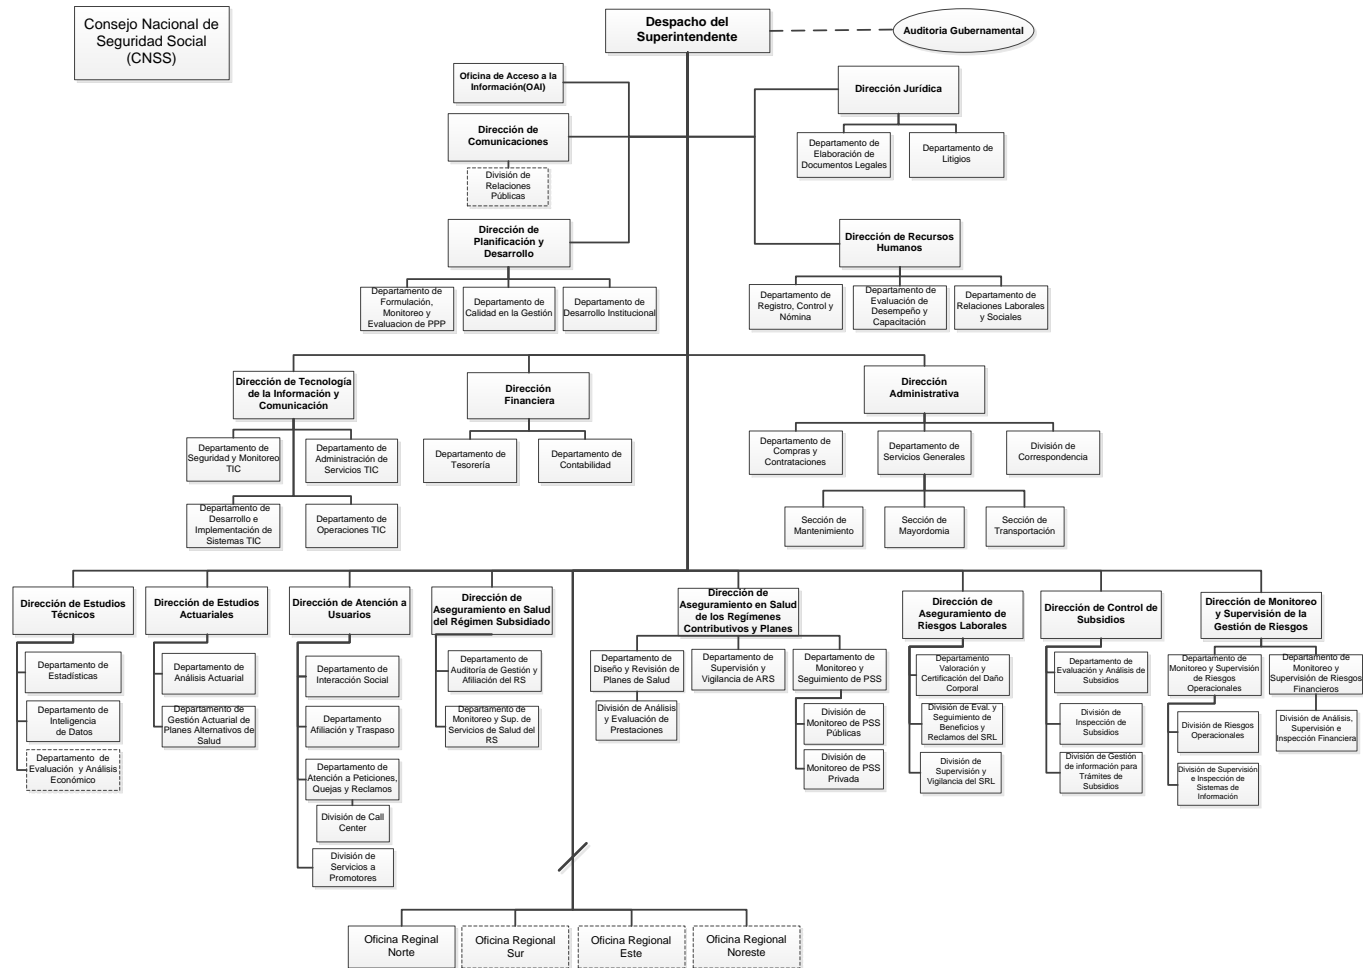 Consejo Nacional de
Seguridad Social
(CNSS)
Despacho del
Superintendente
Auditoria Gubernamental
Oficina de Acceso a la
Información(OAI)
Dirección Jurídica
Dirección de
Comunicaciones
Departamento de
Elaboración de
Documentos Legales
Departamento de
Litigios
División de
Relaciones
Públicas
Dirección de
Planificación y
Desarrollo
Dirección de Recursos
Humanos
Departamento de
Formulación,
Monitoreo y
Evaluacion de PPP
Departamento de
Calidad en la Gestión
Departamento de
Desarrollo Institucional
Departamento de
Registro, Control y
Nómina
Departamento de
Evaluación de
Desempeño y
Capacitación
Departamento de
Relaciones Laborales
y Sociales
Dirección de Tecnología
de la Información y
Comunicación
Dirección
Financiera
Dirección
Administrativa
Departamento de
Seguridad y Monitoreo
TIC
Departamento de
Administración de
Servicios TIC
Departamento de
Tesorería
Departamento de
Contabilidad
Departamento de
Compras y
Contrataciones
Departamento de
Servicios Generales
División de
Correspondencia
Departamento de
Desarrollo e
Implementación de
Sistemas TIC
Departamento de
Operaciones TIC
Sección de
Mantenimiento
Sección de
Mayordomia
Sección de
Transportación
Dirección de Estudios
Técnicos
Dirección de Estudios
Actuariales
Dirección de Atención a
Usuarios
Dirección de
Aseguramiento en Salud
del Régimen Subsidiado
Dirección de
Aseguramiento en Salud
de los Regímenes
Contributivos y Planes
Dirección de
Aseguramiento de
Riesgos Laborales
Dirección de Control de
Subsidios
Dirección de Monitoreo
y Supervisión de la
Gestión de Riesgos
Departamento de
Estadísticas
Departamento de
Inteligencia
de Datos
Departamento de
Evaluación y Análisis
Económico
Departamento de
Análisis Actuarial
Departamento de
Gestión Actuarial de
Planes Alternativos de
Salud
Departamento de
Interacción Social
Departamento
Afiliación y Traspaso
Departamento de
Atención a Peticiones,
Quejas y Reclamos
División de Call
Center
División de
Servicios a
Promotores
Departamento de
Auditoría de Gestión y
Afiliación del RS
Departamento de
Monitoreo y Sup. de
Servicios de Salud del
RS
Departamento de
Diseño y Revisión de
Planes de Salud
División de Análisis
y Evaluación de
Prestaciones
Departamento de
Supervisión y
Vigilancia de ARS
Departamento de
Monitoreo y
Seguimiento de PSS
División de
Monitoreo de PSS
Públicas
División de
Monitoreo de PSS
Privada
Departamento
Valoración y
Certificación del Daño
Corporal
División de Eval. y
Seguimiento de
Beneficios y
Reclamos del SRL
División de
Supervisión y
Vigilancia del SRL
Departamento de
Evaluación y Análisis de
Subsidios
División de
Inspección de
Subsidios
División de Gestión
de información para
Trámites de
Subsidios
Departamento de
Monitoreo y Supervisión
de Riesgos
Operacionales
División de Riesgos
Operacionales
División de Supervisión
e Inspección de
Sistemas de
Información
Departamento de
Monitoreo y
Supervisión de Riesgos
Financieros
División de Análisis,
Supervisión e
Inspección Financiera
Oficina Reginal
Norte
Oficina Regional
Sur
Oficina Regional
Este
Oficina Regional
Noreste